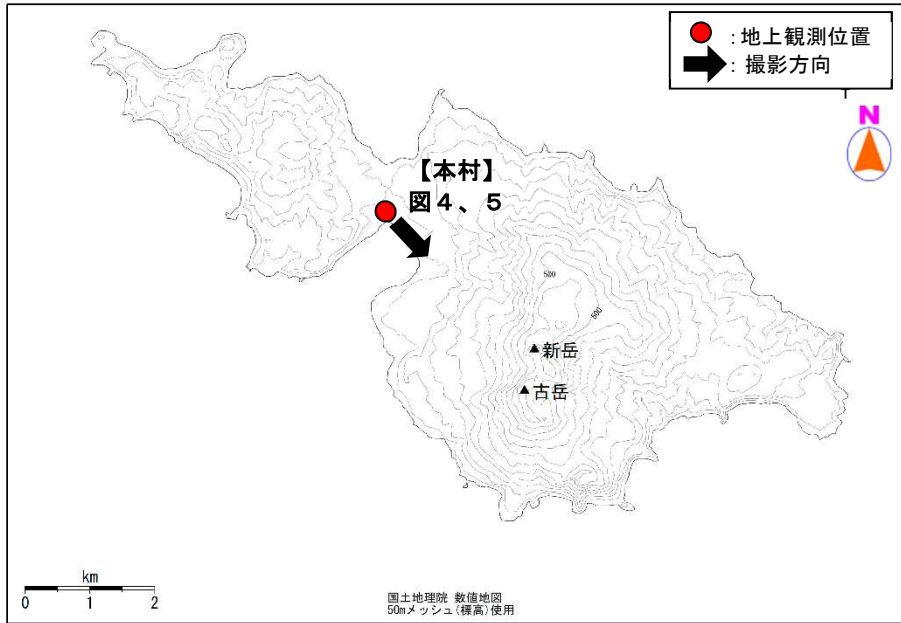 ：地上観測位置
：撮影方向
N
【本村】
図４、５
500
500
▲新岳
▲古岳
km
0 1 2
国土地理院 数値地図
50mメッシュ(標高)使用